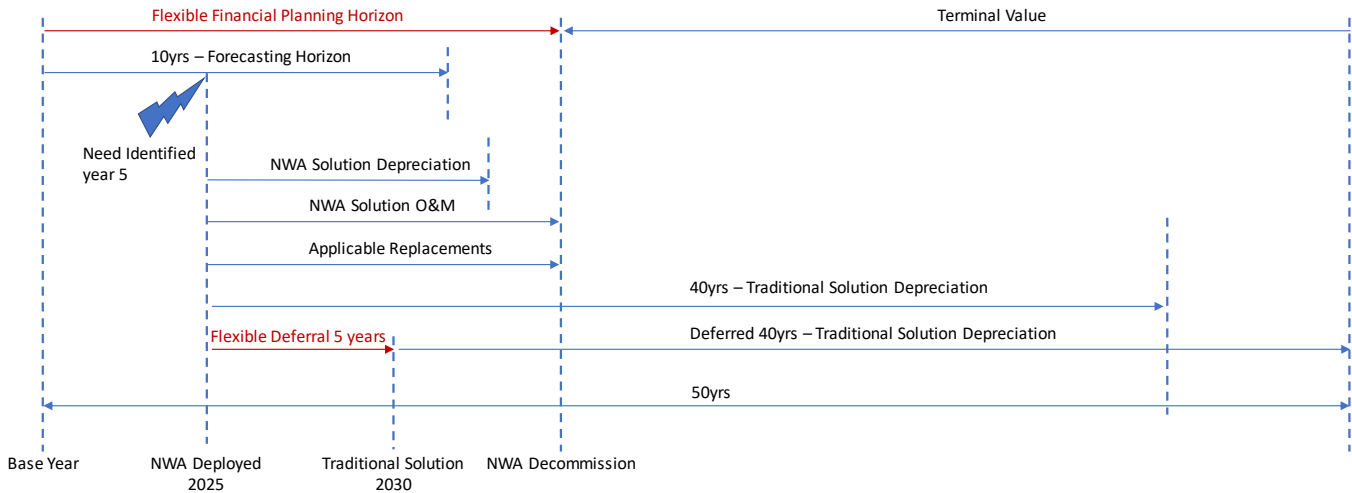 Flexible Financial Planning Horizon
Terminal Value
10yrs – Forecasting Horizon
Need Identified
year 5
NWA Solution Depreciation
NWA Solution O&M
Applicable Replacements
40yrs – Traditional Solution Depreciation
Flexible Deferral 5 years
Deferred 40yrs – Traditional Solution Depreciation
50yrs
Base Year
NWA Deployed
2025
Traditional Solution
2030
NWA Decommission